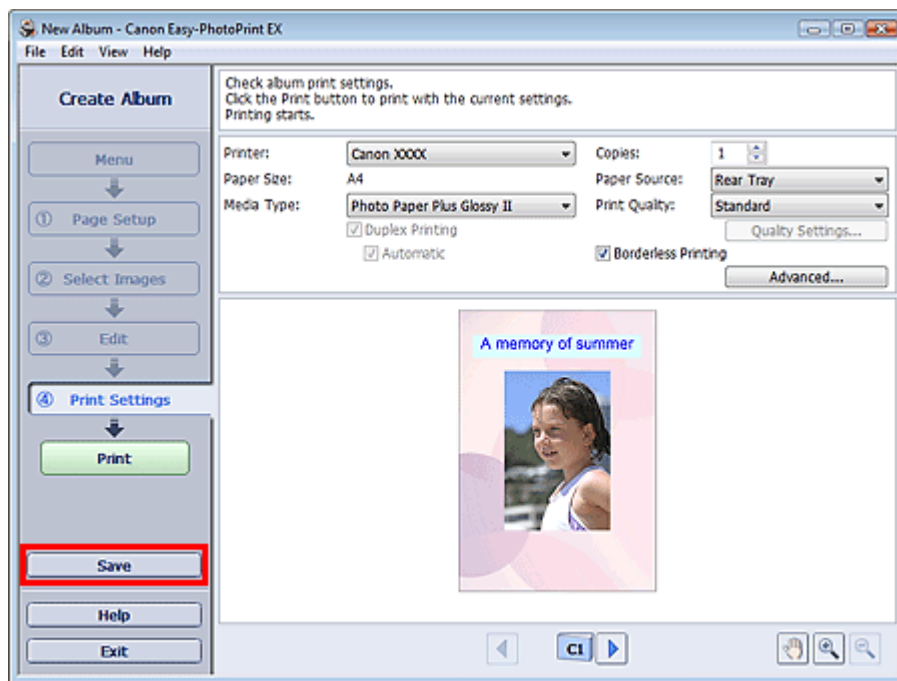 New Album - Canon Easy-PhotoPrint EX
File Edit View Help
Create Album
Menu
① Page Setup
② Select Images
③ Edit
④ Print Settings
Print
Save
Help
Exit
Check album print settings.
Click the Print button to print with the current settings.
Printing starts.
Printer: Canon XXXX Copies: 1
Paper Size: A4 Paper Source: Rear Tray
Media Type: Photo Paper Plus Glossy II Print Quality: Standard
Duplex Printing Quality Settings...
Automatic Borderless Printing
Advanced...
A memory of summer
C1